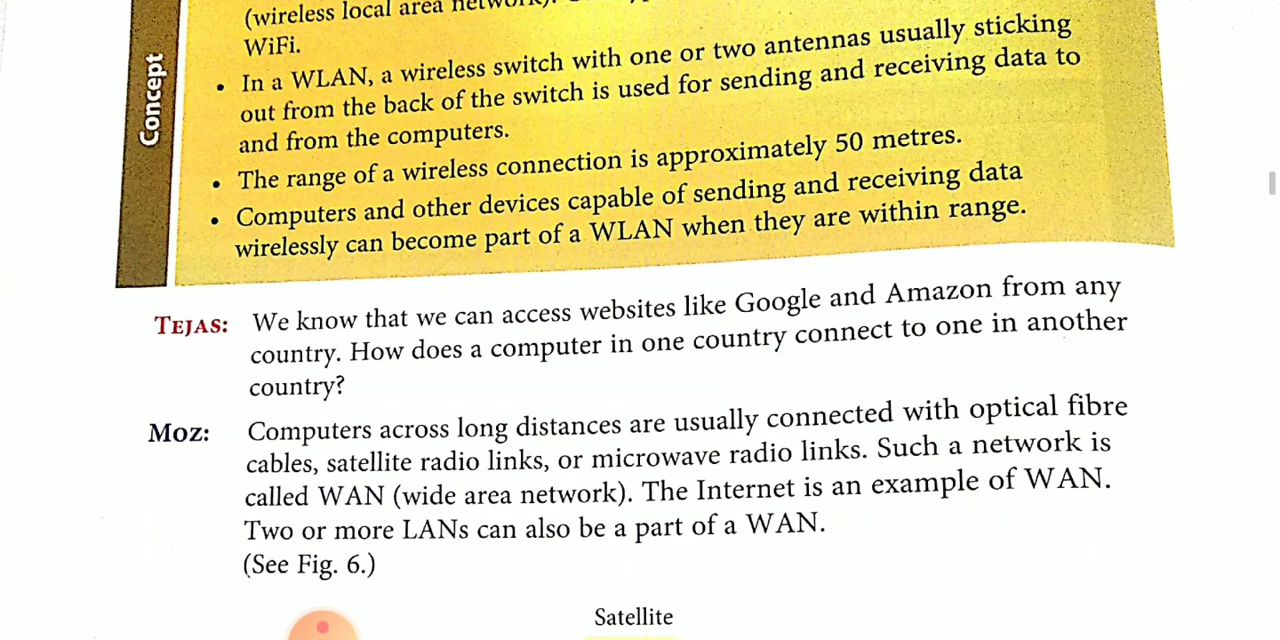 (wireless local area network).
WiFi.
• In a WLAN, a wireless switch with one or two antennas usually sticking
out from the back of the switch is used for sending and receiving data to
and from the computers.
• The range of a wireless connection is approximately 50 metres.
• Computers and other devices capable of sending and receiving data
wirelessly can become part of a WLAN when they are within range.
Concept
TEJAS: We know that we can access websites like Google and Amazon from any
country. How does a computer in one country connect to one in another
country?
MOZ: Computers across long distances are usually connected with optical fibre
cables, satellite radio links, or microwave radio links. Such a network is
called WAN (wide area network). The Internet is an example of WAN.
Two or more LANs can also be a part of a WAN.
(See Fig. 6.)
Satellite